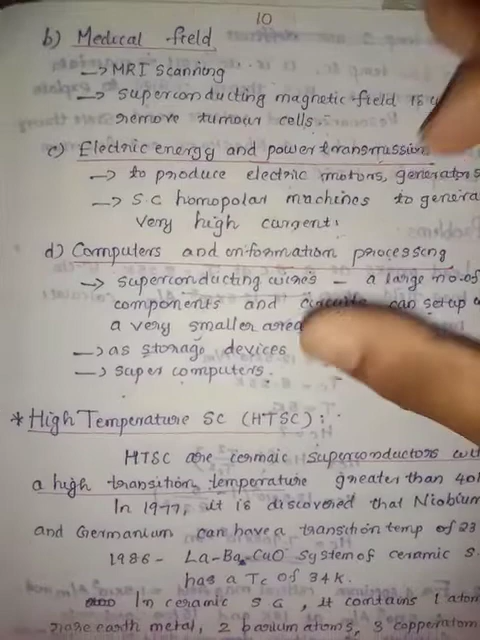 10
b) Medical field
→ MRI scanning
→ superconducting magnetic field is
remove tumour cells.
c) Electric energy and power transmission
→ to produce electric motors, generators
→ S.C homopolar machines to genera
very high current.
d) Computers and information processing
→ superconducting wires - a large no. of
components and circuits can setup
a very smaller area
→ as storage devices
→ super computers.
* High Temperature SC (HTSC):
HTSC are cermaic superconductors wit
a high transition temperature greater than 40
In 1977, it is discovered that Niobium
and Germanium can have a transition temp of 23
1986 - La-Ba-CuO system of ceramic S.
has a Tc of 34K.
In ceramic S.C, it contains 1 atom
rare earth metal, 2 barium atoms, 3 copper atom